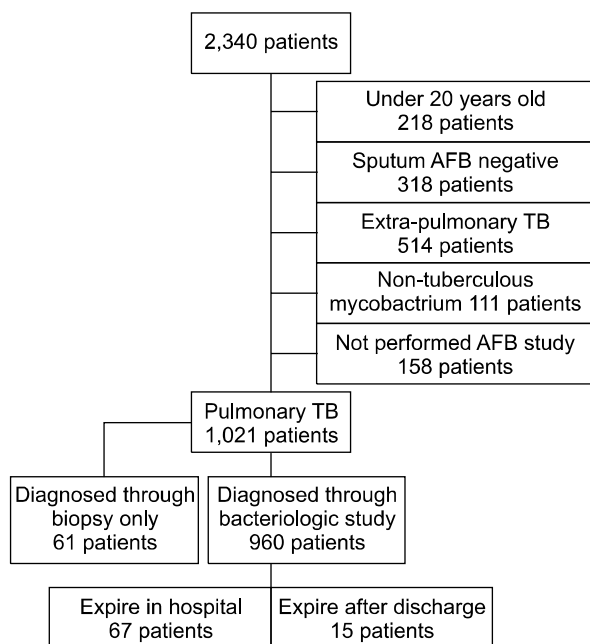 2,340 patients
Under 20 years old
218 patients
Sputum AFB negative
318 patients
Extra-pulmonary TB
514 patients
Non-tuberculous
mycobactrium 111 patients
Not performed AFB study
158 patients
Pulmonary TB
1,021 patients
Diagnosed through
biopsy only
61 patients
Diagnosed through
bacteriologic study
960 patients
Expire in hospital
67 patients
Expire after discharge
15 patients